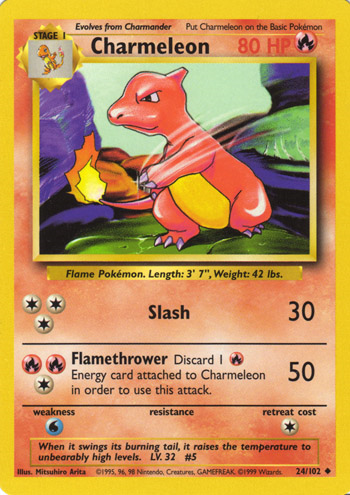 Evolves from Charmander
Put Charmeleon on the Basic Pokémon
STAGE 1
Charmeleon
80 HP
Flame Pokémon. Length: 3' 7", Weight: 42 lbs.
Slash 30
Flamethrower Discard 1
Energy card attached to Charmeleon
in order to use this attack.
50
weakness resistance retreat cost
When it swings its burning tail, it raises the temperature to
unbearably high levels. LV. 32 #5
Illus. Mitsuhiro Arita ©1995, 96, 98 Nintendo, Creatures, GAMEFREAK. ©1999 Wizards. 24/102